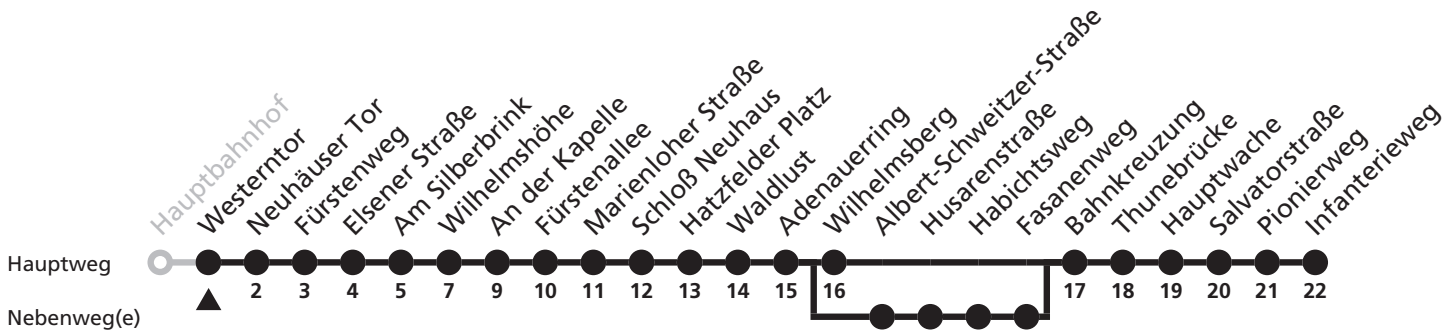 Hauptbahnhof
Westerntor
Neuhäuser Tor
Fürstenweg
Elsener Straße
Am Silberbrink
Wilhelmshöhe
An der Kapelle
Fürstenallee
Marienloher Straße
Schloß Neuhaus
Hatzfelder Platz
Waldlust
Adenauerring
Wilhelmsberg
Albert-Schweitzer-Straße
Husarenstraße
Habichtsweg
Fasanenweg
Bahnkreuzung
Thunebrücke
Hauptwache
Salvatorstraße
Pionierweg
Infanterieweg
Hauptweg
2 3 4 5 7 9 10 11 12 13 14 15 16 17 18 19 20 21 22
Nebenweg(e)